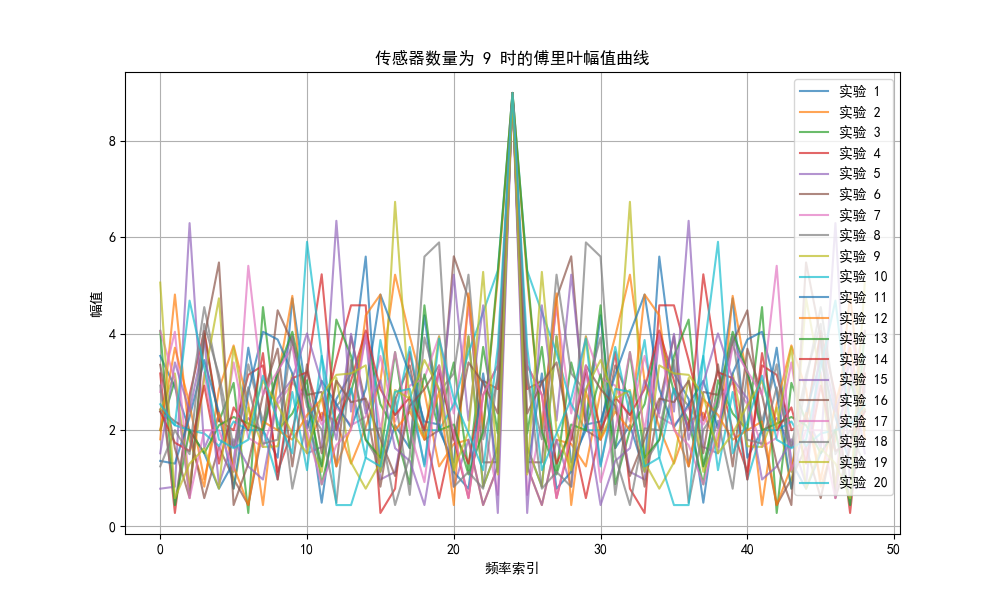 传感器数量为 9 时的傅里叶幅值曲线
幅值
8
6
4
2
0
0 10 20 30 40 50
频率索引
实验 1
实验 2
实验 3
实验 4
实验 5
实验 6
实验 7
实验 8
实验 9
实验 10
实验 11
实验 12
实验 13
实验 14
实验 15
实验 16
实验 17
实验 18
实验 19
实验 20